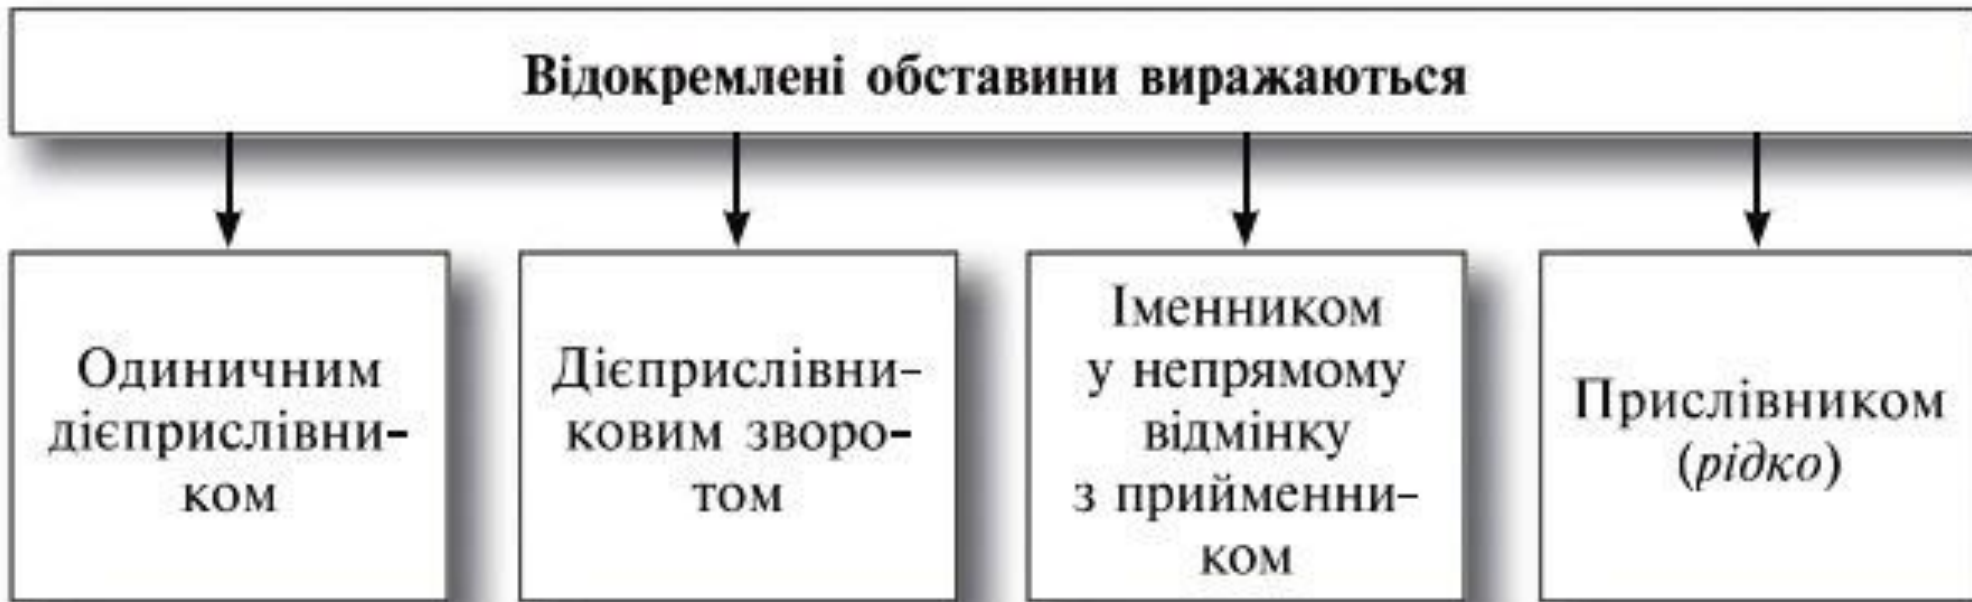 Відокремлені обставини виражаються
Одиничним
дієприслівни-
ком
Дієприслівни-
ковим зворо-
том
Іменником
у непрямому
відмінку
з прийменни-
ком
Прислівником
(рідко)